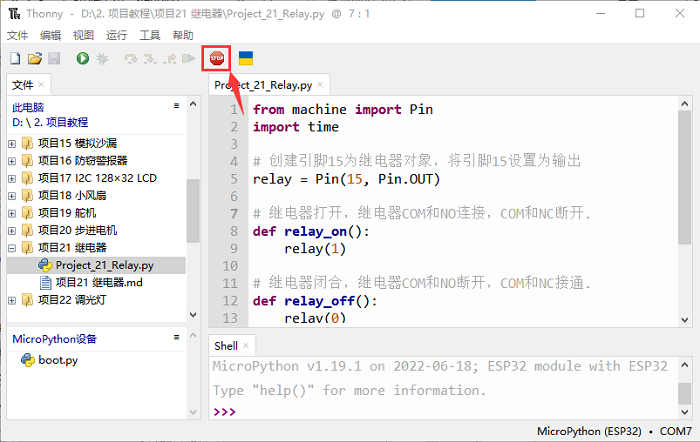 Thonny - D:\2. 项目教程\项目21 继电器\Project_21_Relay.py @ 7 : 1
文件 编辑 视图 运行 工具 帮助
STOP
文件
此电脑
D: \ 2. 项目教程
项目15 模拟沙漏
项目16 防窃警报器
项目17 I2C 128×32 LCD
项目18 小风扇
项目19 舵机
项目20 步进电机
项目21 继电器
Project_21_Relay.py
项目21 继电器.md
项目22 调光灯
MicroPython设备
boot.py
Project_21_Relay.py
1 from machine import Pin
2 import time
3
4 # 创建引脚15为继电器对象，将引脚15设置为输出
5 relay = Pin(15, Pin.OUT)
6
7 # 继电器打开，继电器COM和NO连接，COM和NC断开.
8 def relay_on():
9 relay(1)
10
11 # 继电器闭合，继电器COM和NO断开，COM和NC接通.
12 def relay_off():
13 relay(0)
Shell
MicroPython v1.19.1 on 2022-06-18; ESP32 module with ESP32
Type "help()" for more information.
>>>
MicroPython (ESP32) • COM7